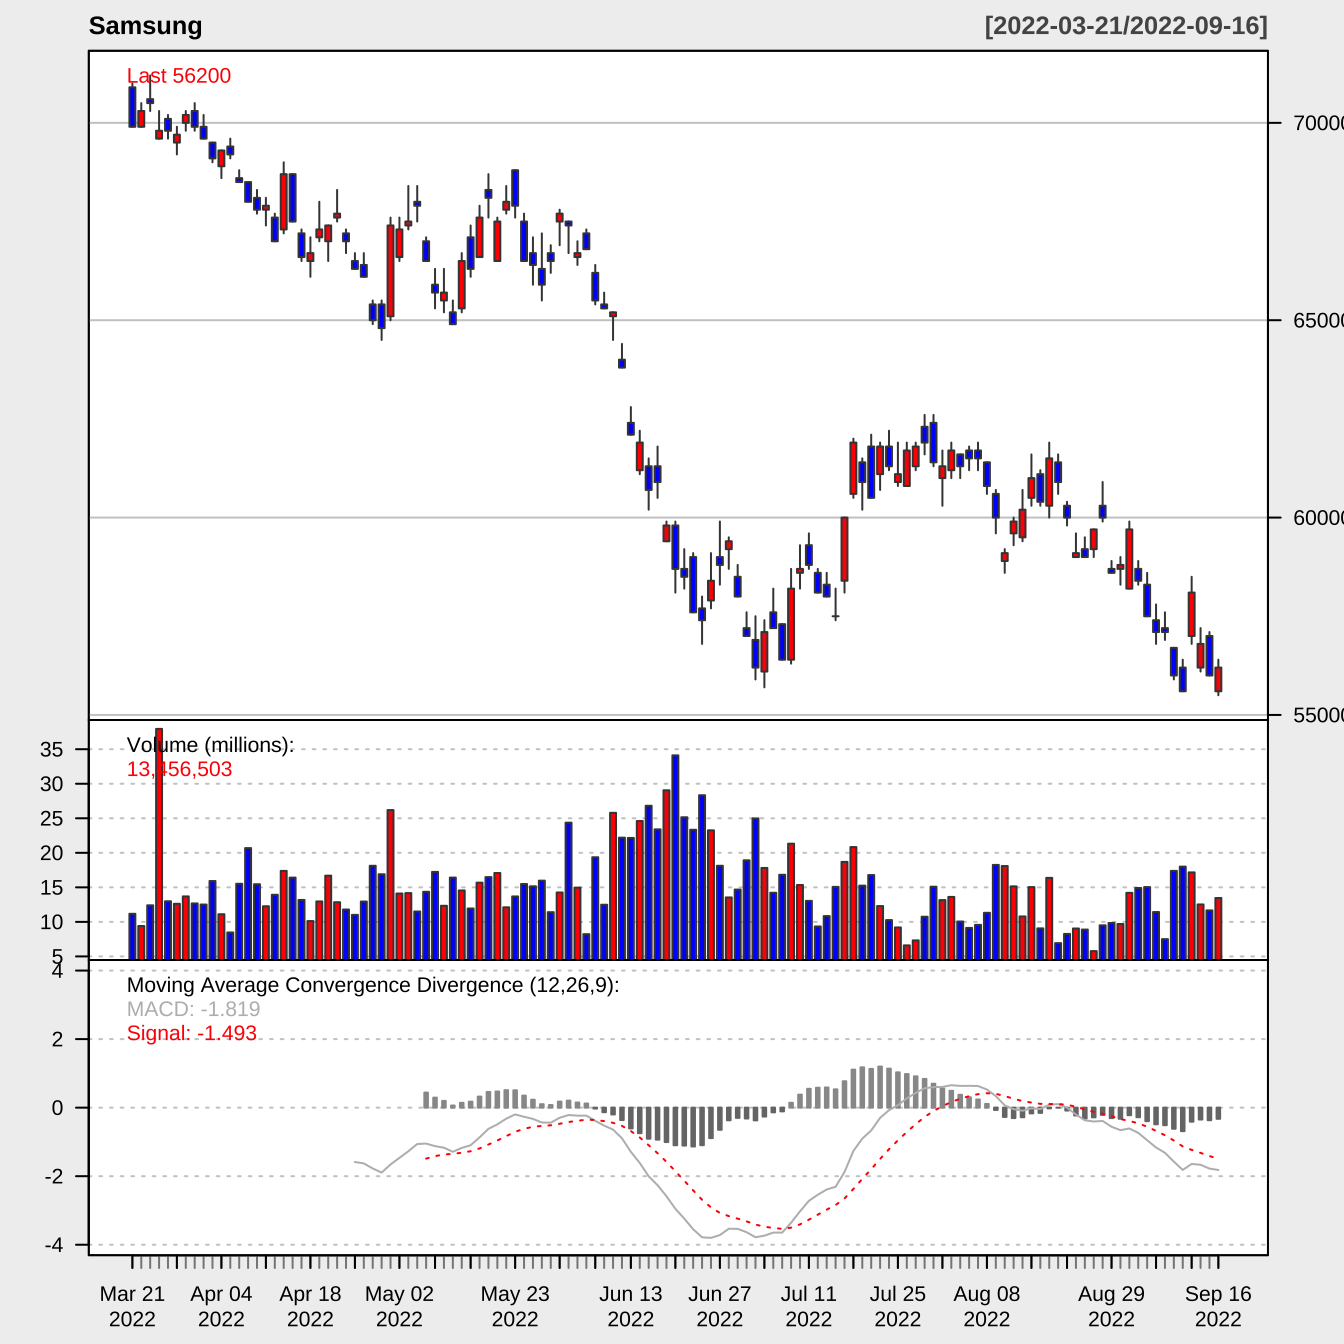 Samsung [2022-03-21/2022-09-16]
Last 56200
70000
65000
60000
55000
Volume (millions):
13,456,503
35
30
25
20
15
10
5
Moving Average Convergence Divergence (12,26,9):
MACD: -1.819
Signal: -1.493
4
2
0
-2
-4
Mar 21 Apr 04 Apr 18 May 02 May 23 Jun 13 Jun 27 Jul 11 Jul 25 Aug 08 Aug 29 Sep 16
2022 2022 2022 2022 2022 2022 2022 2022 2022 2022 2022 2022